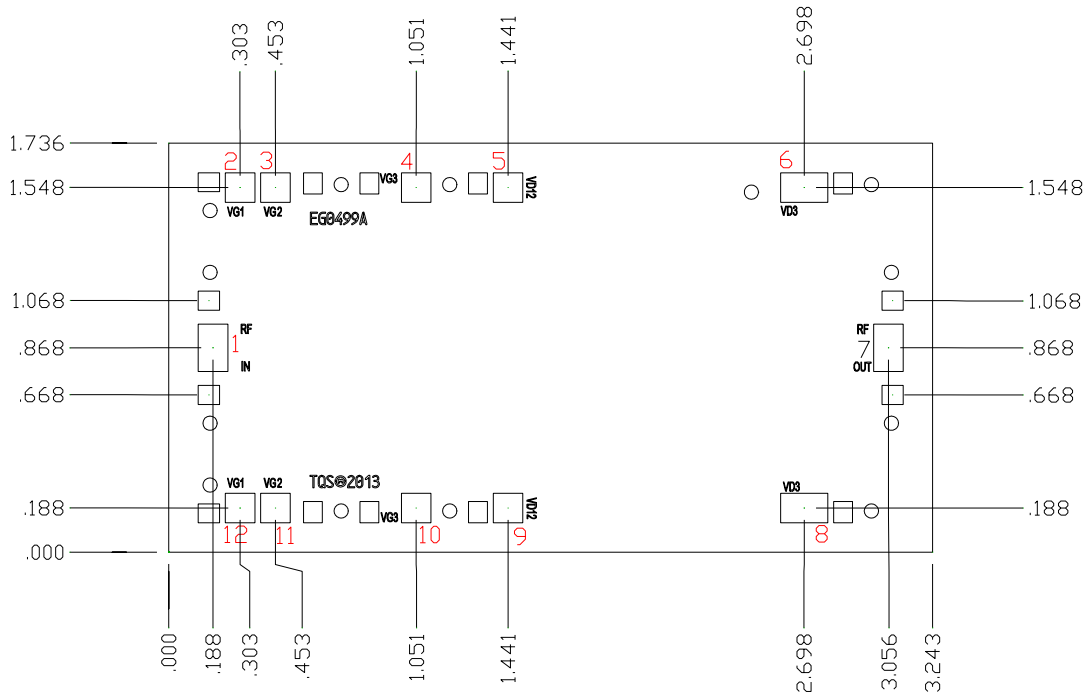 .303
.453
1.051
1.441
2.698
1.736
2
3
4
5
6
1.548
VG3
VD12
1.548
VG1
VG2
VD3
EG0499A
1.068
1.068
RF
RF
.868
1
7
.868
IN
OUT
.668
.668
VG1
VG2
TQS©2013
VD3
.188
VG3
VD12
.188
12
11
10
9
8
.000
.000
.188
.303
.453
1.051
1.441
2.698
3.056
3.243